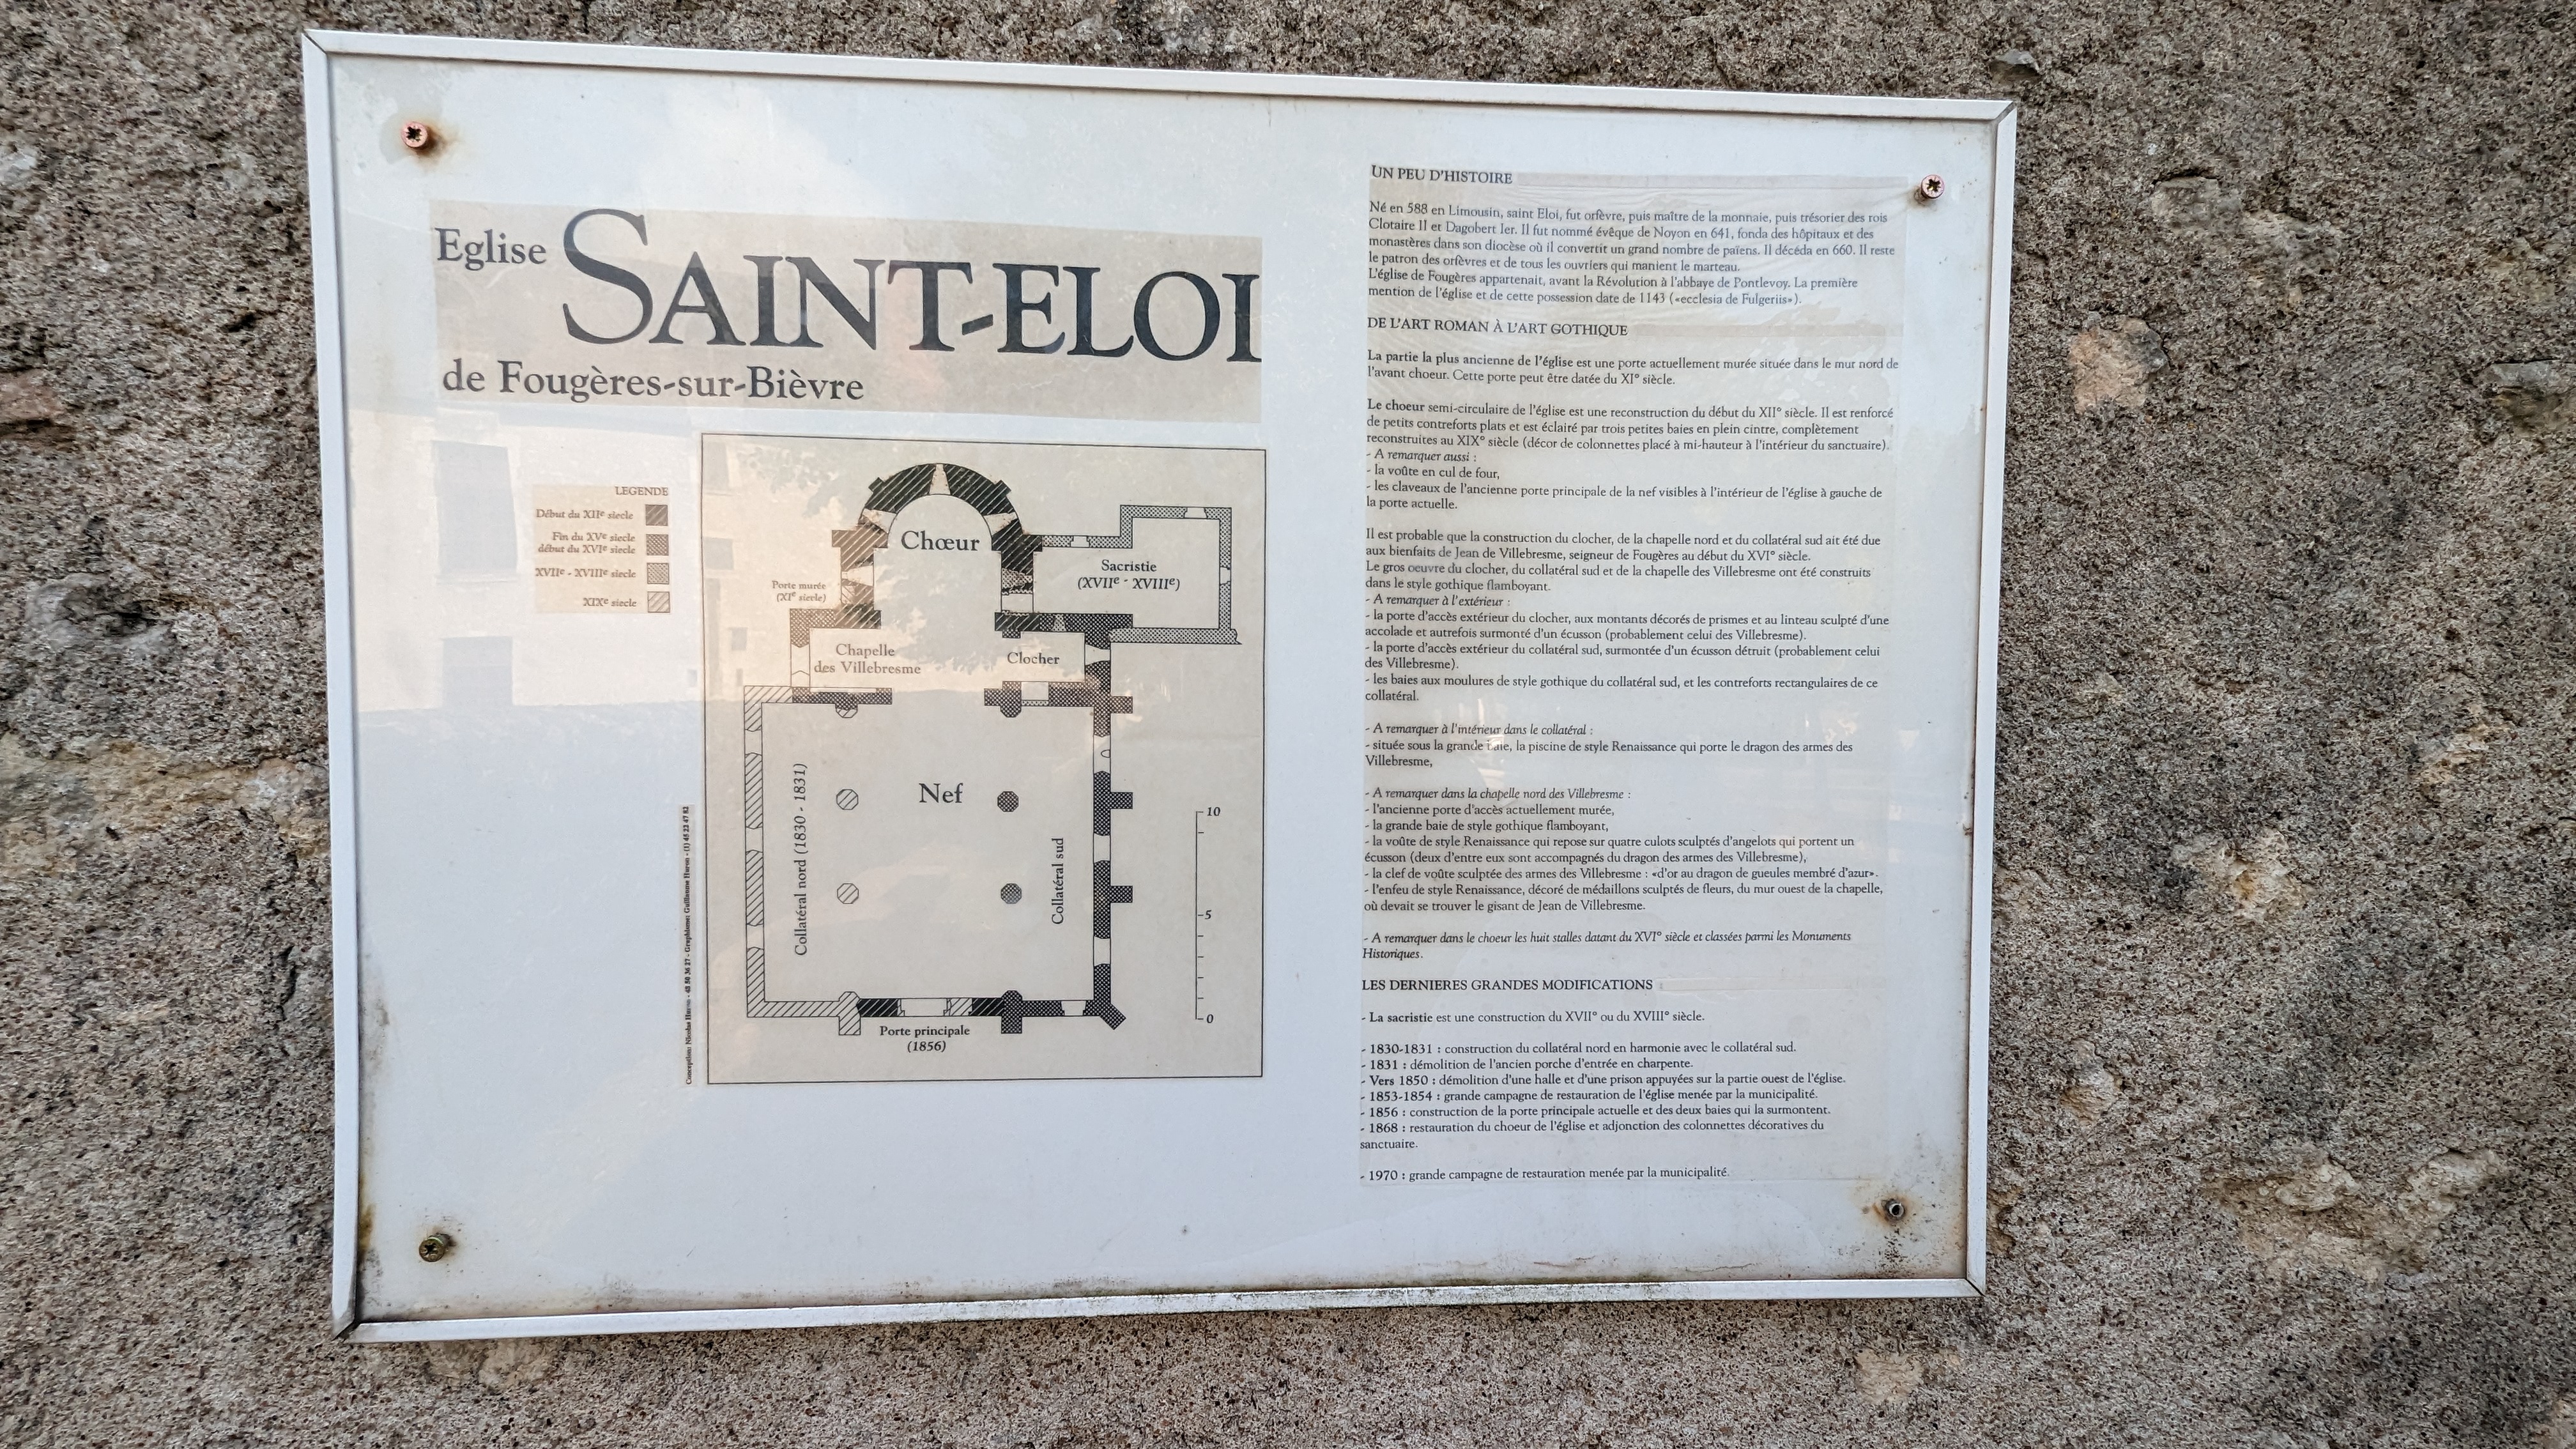 Eglise SAINT-ELOI
de Fougères-sur-Bièvre
LEGENDE
Début du XIIe siecle
Fin du XVe siecle
début du XVIe siecle
XVIIe - XVIIIe siecle
XIXe siecle
Chœur
Sacristie
(XVIIe - XVIIIe)
Porte murée
(XIe siecle)
Chapelle
des Villebresme
Clocher
Nef
Collatéral nord (1830 - 1831)
Collatéral sud
10
5
0
Porte principale
(1856)
UN PEU D'HISTOIRE
Né en 588 en Limousin, saint Eloi, fut orfèvre, puis maître de la monnaie, puis trésorier des rois
Clotaire II et Dagobert Ier. Il fut nommé évêque de Noyon en 641, fonda des hôpitaux et des
monastères dans son diocèse où il convertit un grand nombre de païens. Il décéda en 660. Il reste
le patron des orfèvres et de tous les ouvriers qui manient le marteau.
L'église de Fougères appartenait, avant la Révolution à l'abbaye de Pontlevoy. La première
mention de l'église et de cette possession date de 1143 («ecclesia de Fulgeriis»).
DE L'ART ROMAN À L'ART GOTHIQUE
La partie la plus ancienne de l'église est une porte actuellement murée située dans le mur nord de
l'avant choeur. Cette porte peut être datée du XI° siècle.
Le choeur semi-circulaire de l'église est une reconstruction du début du XII° siècle. Il est renforcé
de petits contreforts plats et est éclairé par trois petites baies en plein cintre, complètement
reconstruites au XIX° siècle (décor de colonnettes placé à mi-hauteur à l'intérieur du sanctuaire).
- A remarquer aussi :
- la voûte en cul de four,
- les claveaux de l'ancienne porte principale de la nef visibles à l'intérieur de l'église à gauche de
la porte actuelle.
Il est probable que la construction du clocher, de la chapelle nord et du collatéral sud ait été due
aux bienfaits de Jean de Villebresme, seigneur de Fougères au début du XVI° siècle.
Le gros oeuvre du clocher, du collatéral sud et de la chapelle des Villebresme ont été construits
dans le style gothique flamboyant.
- A remarquer à l'extérieur :
- la porte d'accès extérieur du clocher, aux montants décorés de prismes et au linteau sculpté d'une
accolade et autrefois surmonté d'un écusson (probablement celui des Villebresme).
- la porte d'accès extérieur du collatéral sud, surmontée d'un écusson détruit (probablement celui
des Villebresme).
- les baies aux moulures de style gothique du collatéral sud, et les contreforts rectangulaires de ce
collatéral.
- A remarquer à l'intérieur dans le collatéral :
- située sous la grande baie, la piscine de style Renaissance qui porte le dragon des armes des
Villebresme,
- A remarquer dans la chapelle nord des Villebresme :
- l'ancienne porte d'accès actuellement murée,
- la grande baie de style gothique flamboyant,
- la voûte de style Renaissance qui repose sur quatre culots sculptés d'angelots qui portent un
écusson (deux d'entre eux sont accompagnés du dragon des armes des Villebresme),
- la clef de voûte sculptée des armes des Villebresme : «d'or au dragon de gueules membré d'azur».
- l'enfeu de style Renaissance, décoré de médaillons sculptés de fleurs, du mur ouest de la chapelle,
où devait se trouver le gisant de Jean de Villebresme.
- A remarquer dans le choeur les huit stalles datant du XVI° siècle et classées parmi les Monuments
Historiques.
LES DERNIERES GRANDES MODIFICATIONS
- La sacristie est une construction du XVII° ou du XVIII° siècle.
- 1830-1831 : construction du collatéral nord en harmonie avec le collatéral sud.
- 1831 : démolition de l'ancien porche d'entrée en charpente.
- Vers 1850 : démolition d'une halle et d'une prison appuyées sur la partie ouest de l'église.
- 1853-1854 : grande campagne de restauration de l'église menée par la municipalité.
- 1856 : construction de la porte principale actuelle et des deux baies qui la surmontent.
- 1868 : restauration du choeur de l'église et adjonction des colonnettes décoratives du
sanctuaire.
- 1970 : grande campagne de restauration menée par la municipalité.